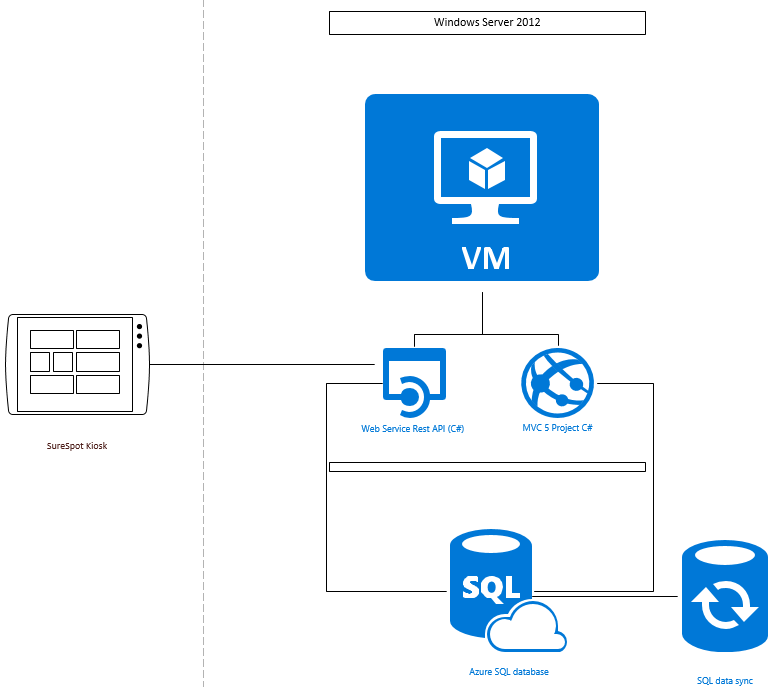 Windows Server 2012
VM
Web Service Rest API (C#)
MVC 5 Project C#
SureSpot Kiosk
SQL
Azure SQL database
SQL data sync